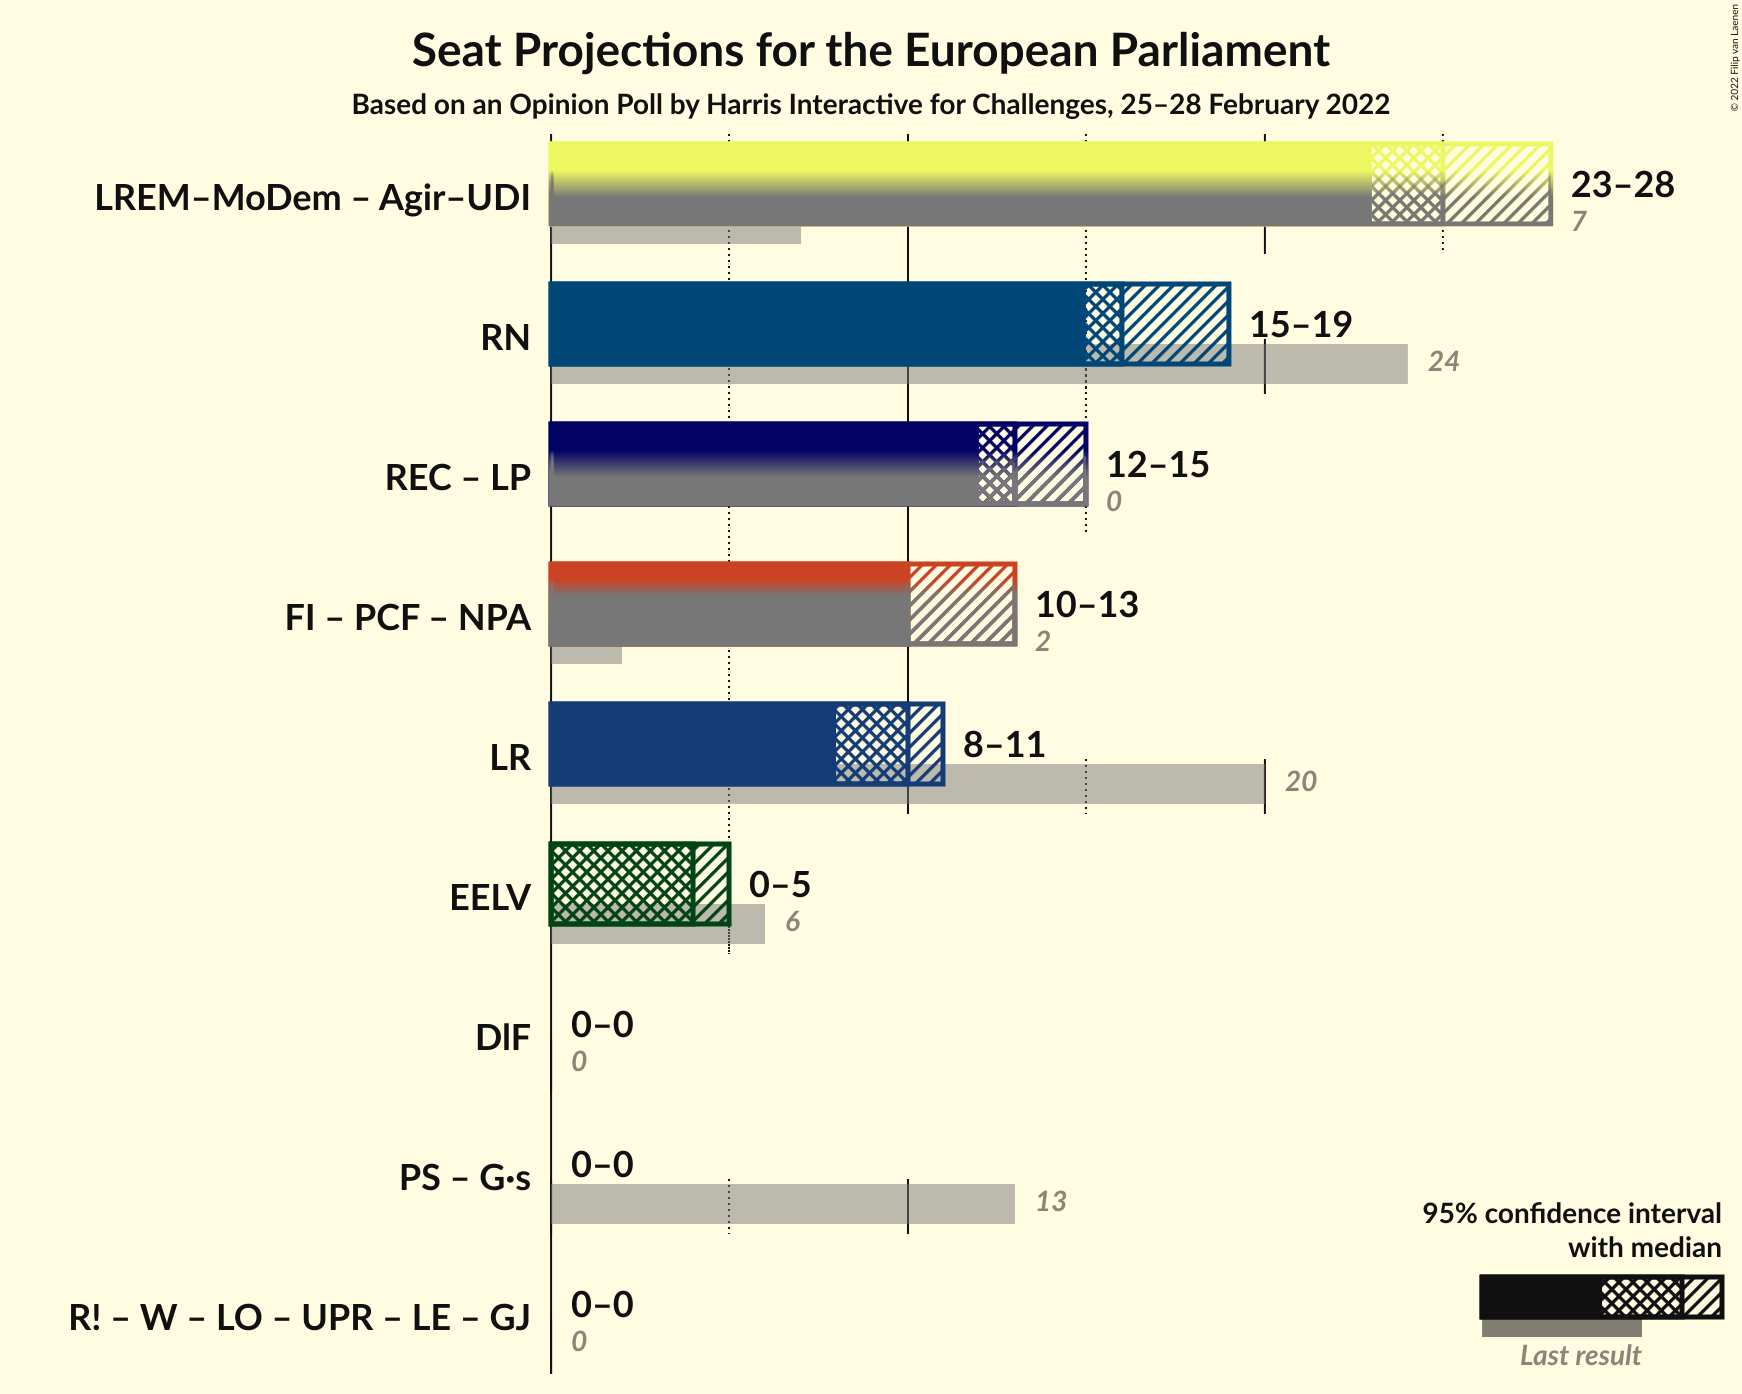 Seat Projections for the European Parliament
Based on an Opinion Poll by Harris Interactive for Challenges, 25–28 February 2022
© 2022 Filip van Laenen
LREM–MoDem – Agir–UDI
23–28
7
RN
15–19
24
REC – LP
12–15
0
FI – PCF – NPA
10–13
2
LR
8–11
20
EELV
0–5
6
DlF
0–0
0
PS – G·s
0–0
13
R! – W – LO – UPR – LE – GJ
0–0
0
95% confidence interval
with median
Last result